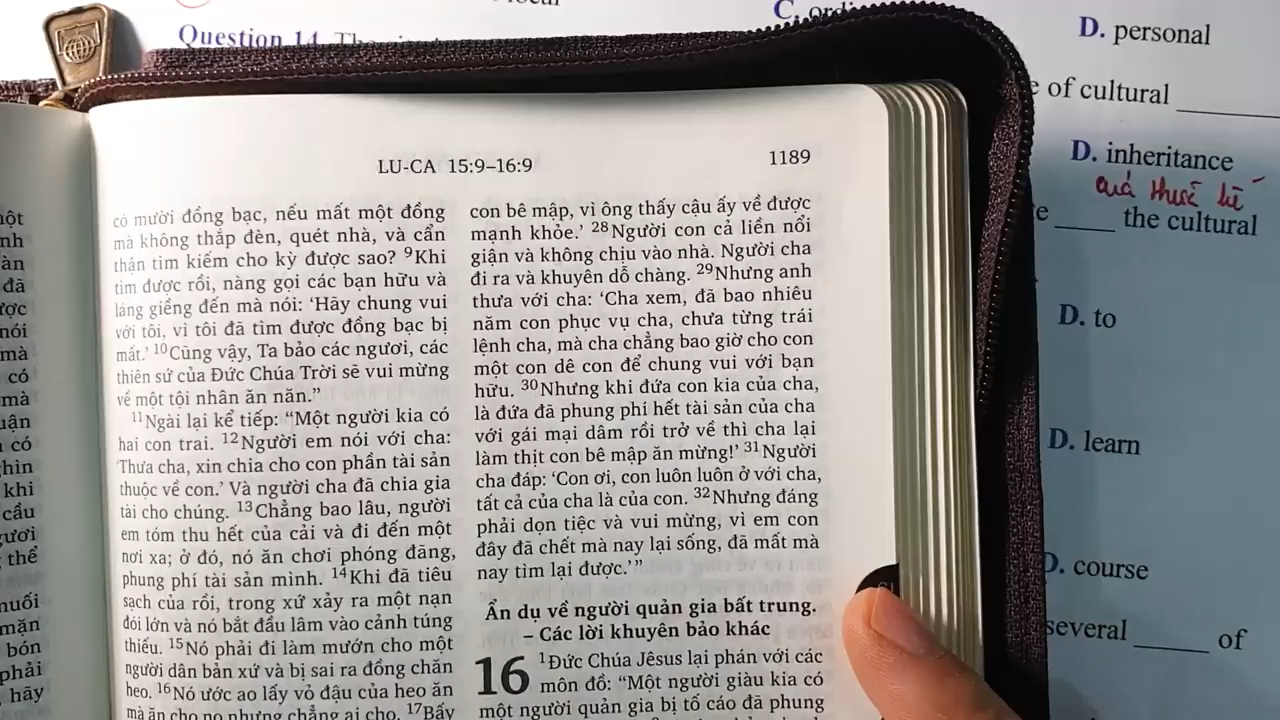 Question 14.
D. personal
e of cultural
D. inheritance
the cultural
D. to
D. learn
D. course
several ____ of
LU-CA 15:9–16:9
1189
có mười đồng bạc, nếu mất một đồng
mà không thắp đèn, quét nhà, và cẩn
thận tìm kiếm cho kỳ được sao? 9Khi
tìm được rồi, nàng gọi các bạn hữu và
láng giềng đến mà nói: ‘Hãy chung vui
với tôi, vì tôi đã tìm được đồng bạc bị
mất.’ 10Cũng vậy, Ta bảo các ngươi, các
thiên sứ của Đức Chúa Trời sẽ vui mừng
về một tội nhân ăn năn.”
11Ngài lại kể tiếp: “Một người kia có
hai con trai. 12Người em nói với cha:
‘Thưa cha, xin chia cho con phần tài sản
thuộc về con.’ Và người cha đã chia gia
tài cho chúng. 13Chẳng bao lâu, người
em tóm thu hết của cải và đi đến một
nơi xa; ở đó, nó ăn chơi phóng đãng,
phung phí tài sản mình. 14Khi đã tiêu
sạch của rồi, trong xứ xảy ra một nạn
đói lớn và nó bắt đầu lâm vào cảnh túng
thiếu. 15Nó phải đi làm mướn cho một
người dân bản xứ và bị sai ra đồng chăn
heo. 16Nó ước ao lấy vỏ đậu của heo ăn
mà ăn cho no nhưng chẳng ai cho. 17Bấy
con bê mập, vì ông thấy cậu ấy về được
mạnh khỏe.’ 28Người con cả liền nổi
giận và không chịu vào nhà. Người cha
đi ra và khuyên dỗ chàng. 29Nhưng anh
thưa với cha: ‘Cha xem, đã bao nhiêu
năm con phục vụ cha, chưa từng trái
lệnh cha, mà cha chẳng bao giờ cho con
một con dê con để chung vui với bạn
hữu. 30Nhưng khi đứa con kia của cha,
là đứa đã phung phí hết tài sản của cha
với gái mại dâm rồi trở về thì cha lại
làm thịt con bê mập ăn mừng!’ 31Người
cha đáp: ‘Con ơi, con luôn luôn ở với cha,
tất cả của cha là của con. 32Nhưng đáng
phải dọn tiệc và vui mừng, vì em con
đây đã chết mà nay lại sống, đã mất mà
nay tìm lại được.’”
Ẩn dụ về người quản gia bất trung.
– Các lời khuyên bảo khác
16 1Đức Chúa Jêsus lại phán với các
môn đồ: “Một người giàu kia có
một người quản gia bị tố cáo đã phung